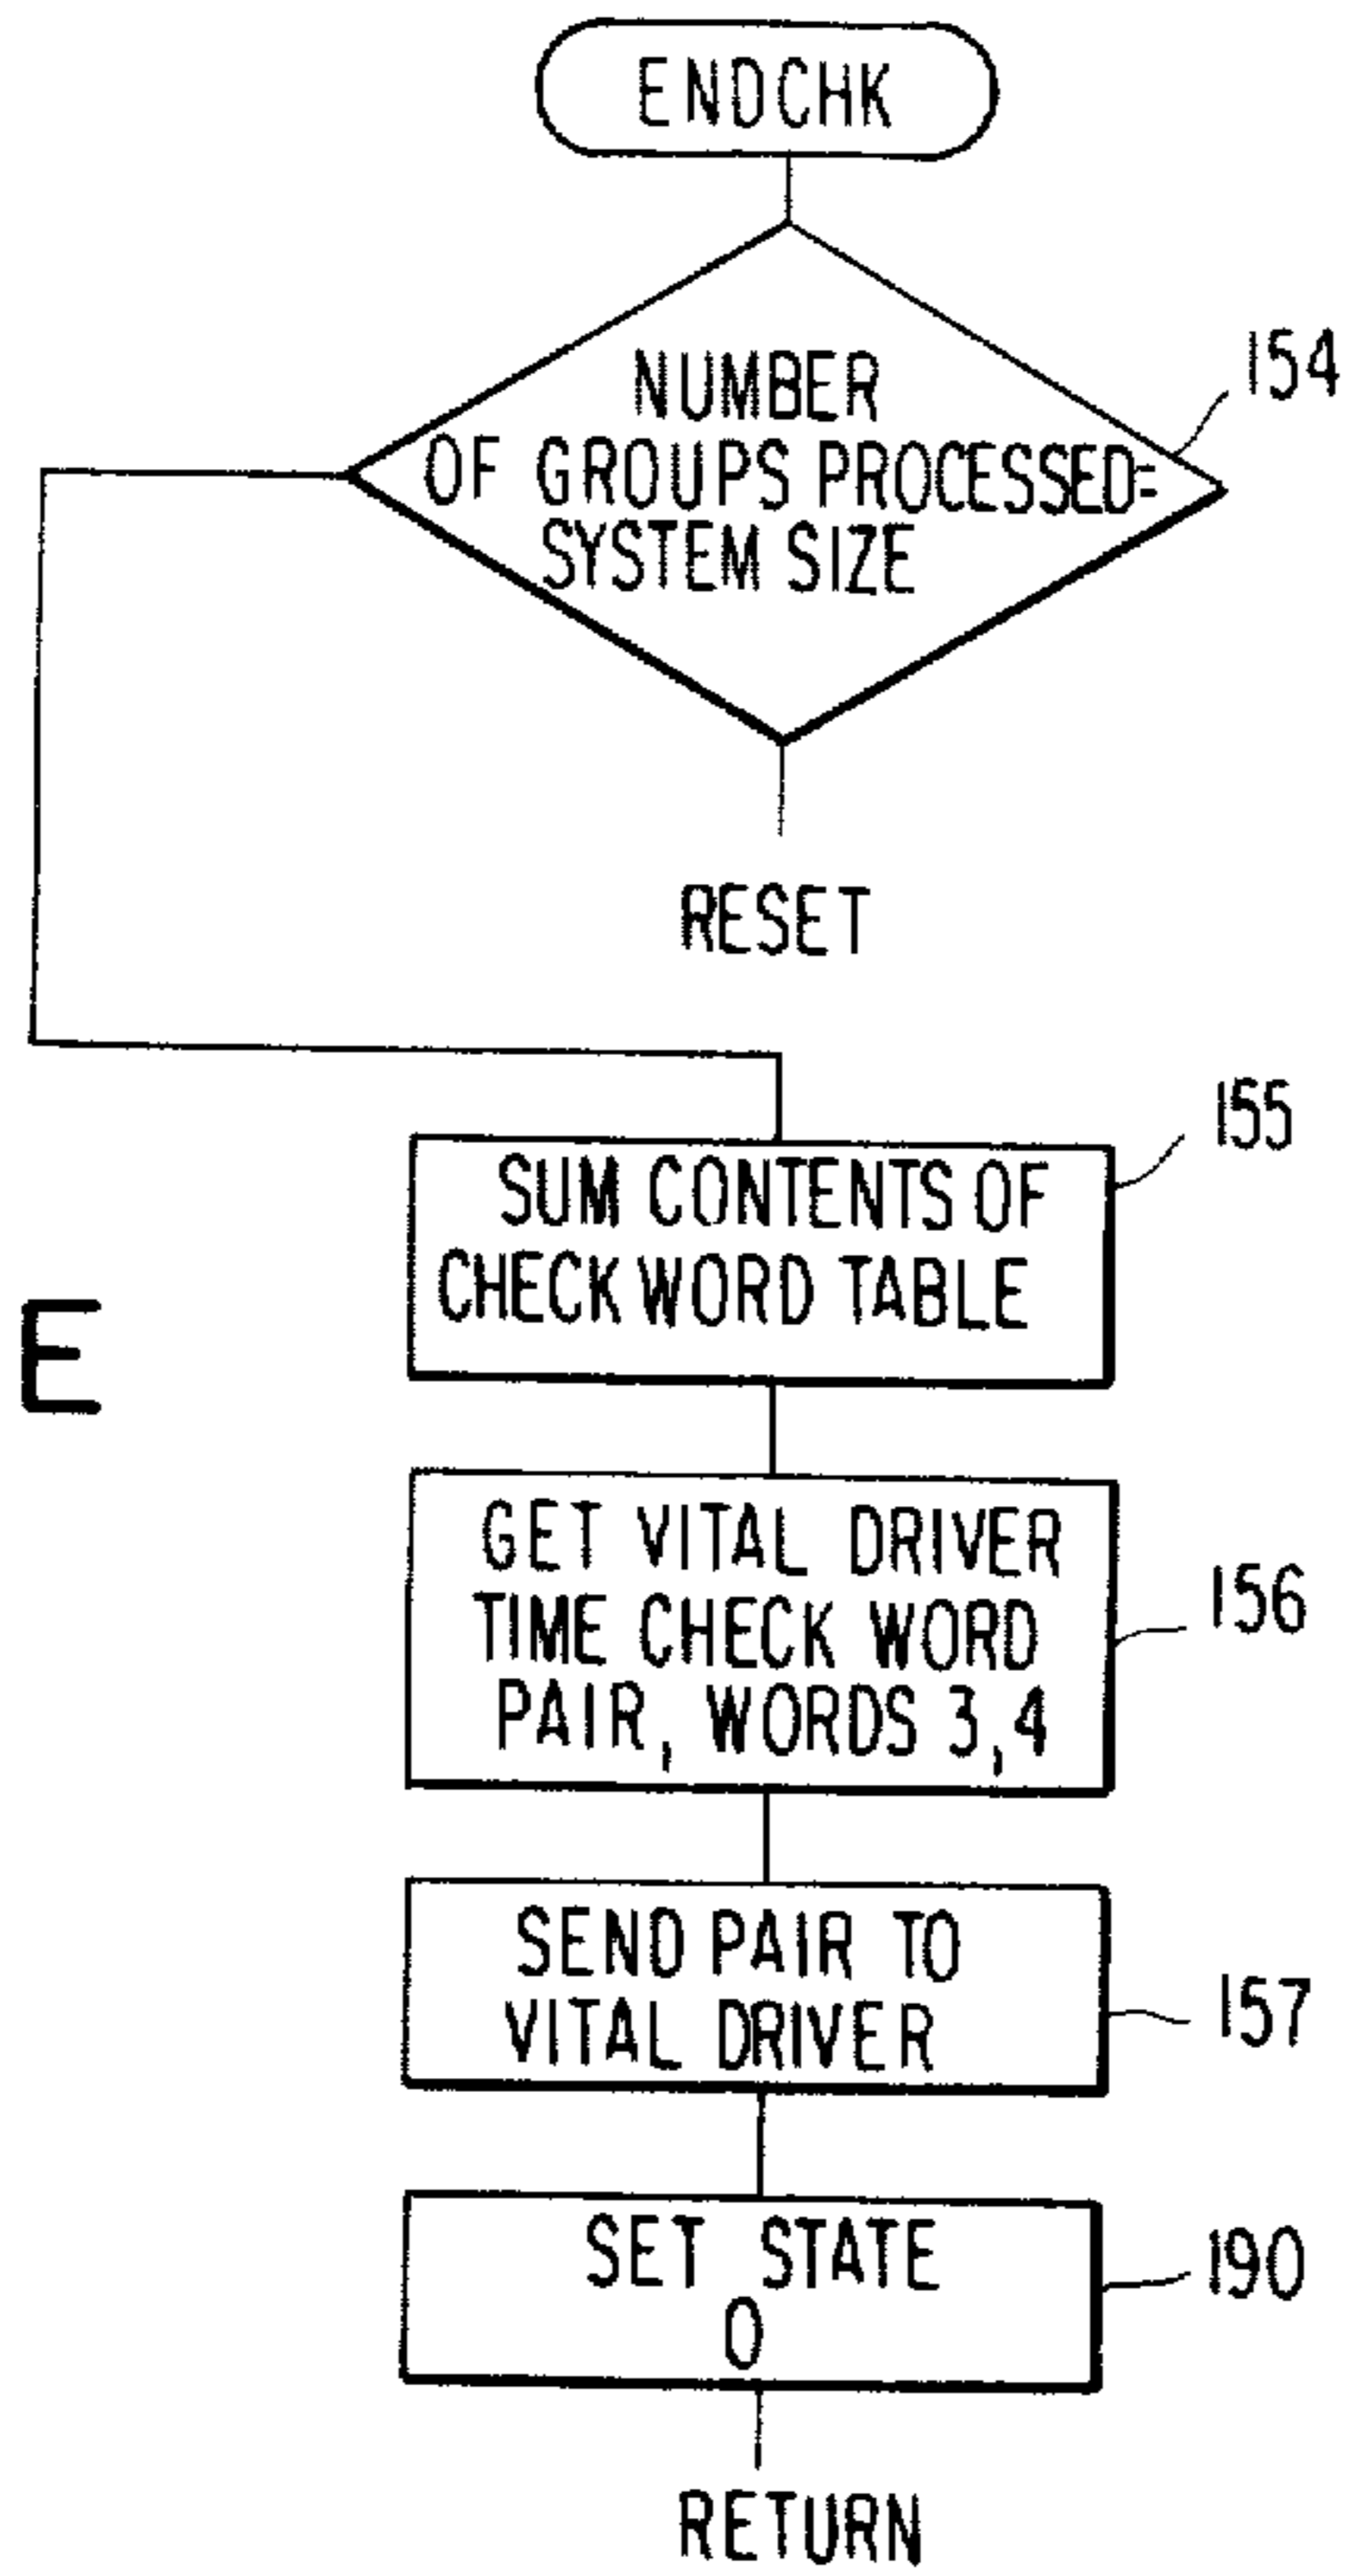 ENDCHK
NUMBER
OF GROUPS PROCESSED=
SYSTEM SIZE
154
RESET
155
SUM CONTENTS OF
CHECK WORD TABLE
E
GET VITAL DRIVER
TIME CHECK WORD
PAIR, WORDS 3,4
156
SEND PAIR TO
VITAL DRIVER
157
SET STATE
0
190
RETURN